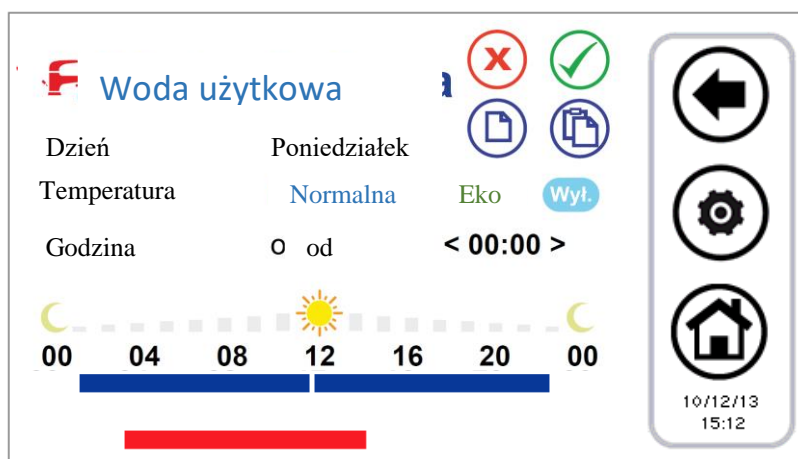 Woda użytkowa a
Dzień Poniedziałek
Temperatura Normalna Eko Wył.
Godzina O od < 00:00 >
00 04 08 12 16 20 00
10/12/13
15:12